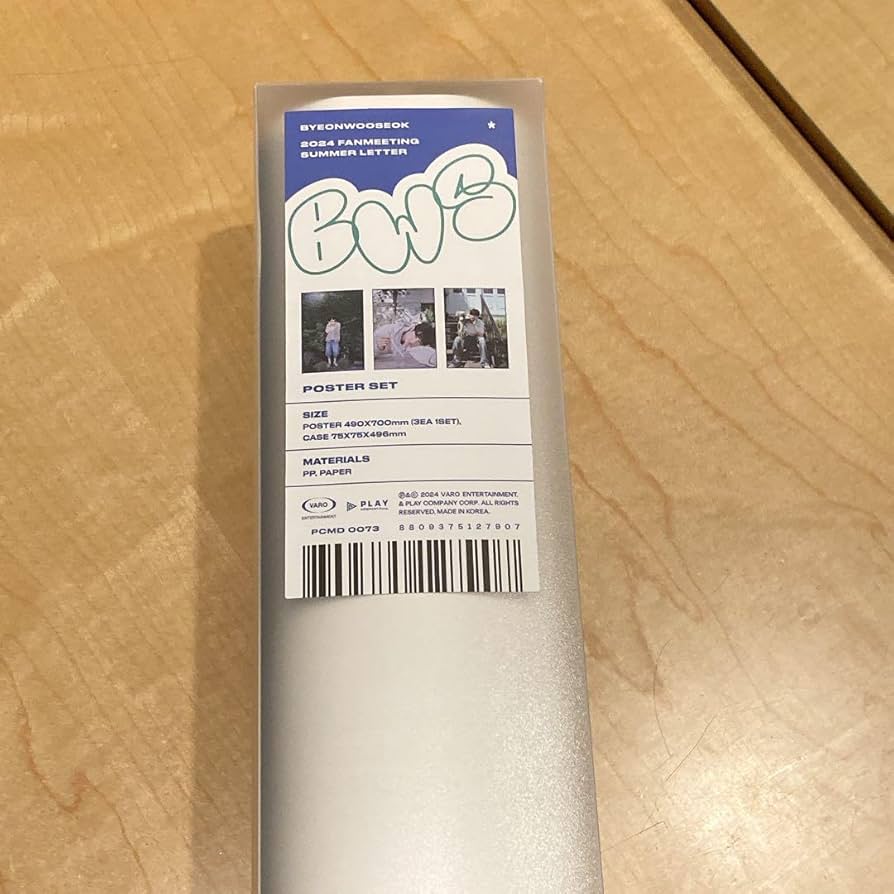 BYEONWOOSEOK *
2024 FANMEETING
SUMMER LETTER
BWS
POSTER SET
SIZE
POSTER 490X700mm (3EA 1SET),
CASE 75X75X496mm
MATERIALS
PP, PAPER
VARO
ENTERTAINMENT
PLAY
℗&© 2024 VARO ENTERTAINMENT.
& PLAY COMPANY CORP. ALL RIGHTS
RESERVED, MADE IN KOREA.
PCMD 0073
8809375127907